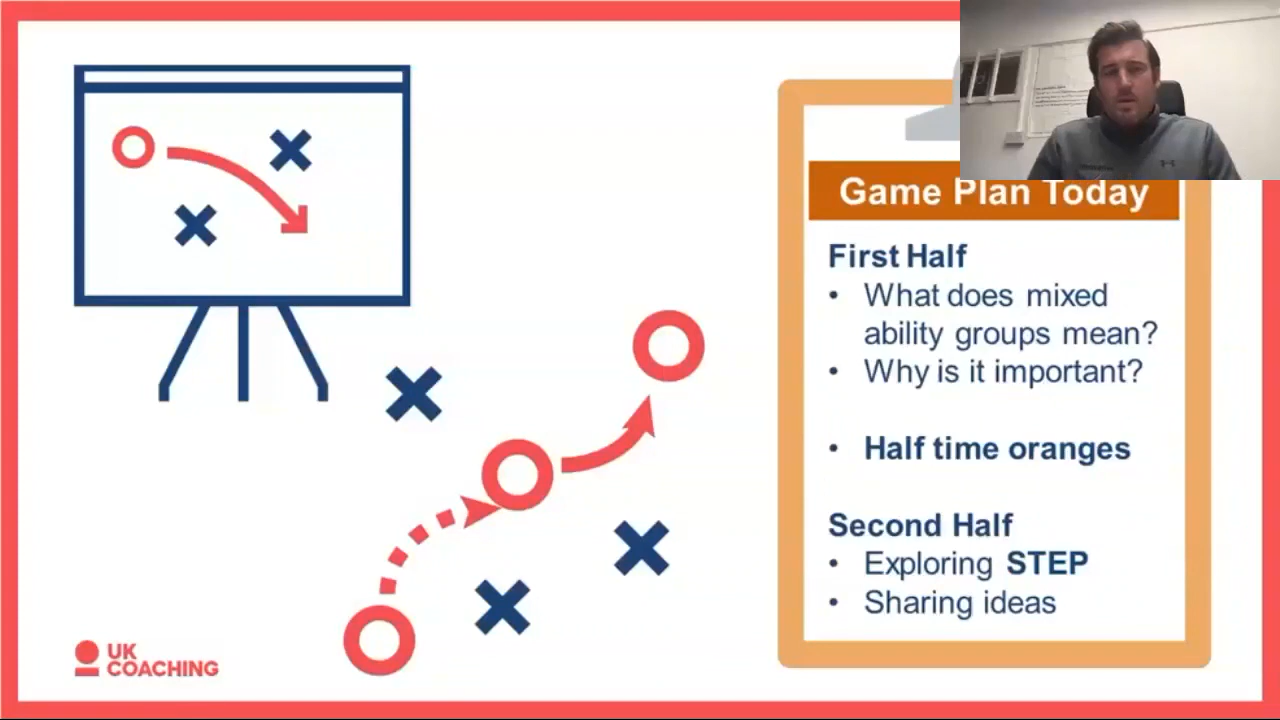 Game Plan Today
First Half
• What does mixed
ability groups mean?
• Why is it important?
• Half time oranges
Second Half
• Exploring STEP
• Sharing ideas
UK
COACHING